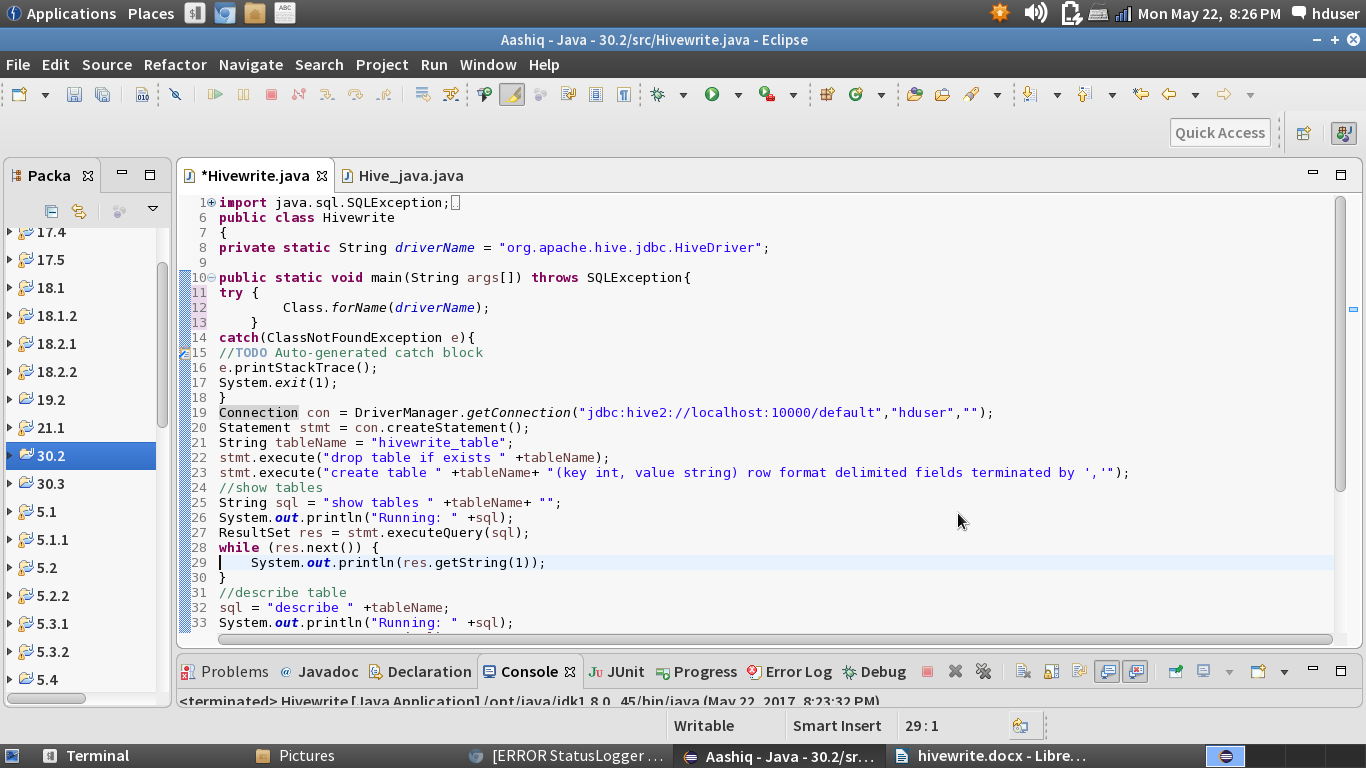 Applications Places
Mon May 22, 8:26 PM hduser
Aashiq - Java - 30.2/src/Hivewrite.java - Eclipse
File Edit Source Refactor Navigate Search Project Run Window Help
Quick Access
Packa
*Hivewrite.java
Hive_java.java
17.4
17.5
18.1
18.1.2
18.2.1
18.2.2
19.2
21.1
30.2
30.3
5.1
5.1.1
5.2
5.2.2
5.3.1
5.3.2
5.4
1 import java.sql.SQLException;
6 public class Hivewrite
7 {
8 private static String driverName = "org.apache.hive.jdbc.HiveDriver";
9
10 public static void main(String args[]) throws SQLException{
11 try {
12 Class.forName(driverName);
13 }
14 catch(ClassNotFoundException e){
15 //TODO Auto-generated catch block
16 e.printStackTrace();
17 System.exit(1);
18 }
19 Connection con = DriverManager.getConnection("jdbc:hive2://localhost:10000/default","hduser","");
20 Statement stmt = con.createStatement();
21 String tableName = "hivewrite_table";
22 stmt.execute("drop table if exists " +tableName);
23 stmt.execute("create table " +tableName+ "(key int, value string) row format delimited fields terminated by ','");
24 //show tables
25 String sql = "show tables " +tableName+ "";
26 System.out.println("Running: " +sql);
27 ResultSet res = stmt.executeQuery(sql);
28 while (res.next()) {
29 System.out.println(res.getString(1));
30 }
31 //describe table
32 sql = "describe " +tableName;
33 System.out.println("Running: " +sql);
Problems @ Javadoc Declaration Console JUnit Progress Error Log Debug
<terminated> Hivewrite [Java Application] /opt/java/jdk1.8.0_45/bin/java (May 22, 2017, 8:23:32 PM)
Writable Smart Insert 29 : 1
Terminal Pictures [ERROR StatusLogger ... Aashiq - Java - 30.2/sr... hivewrite.docx - Libre...